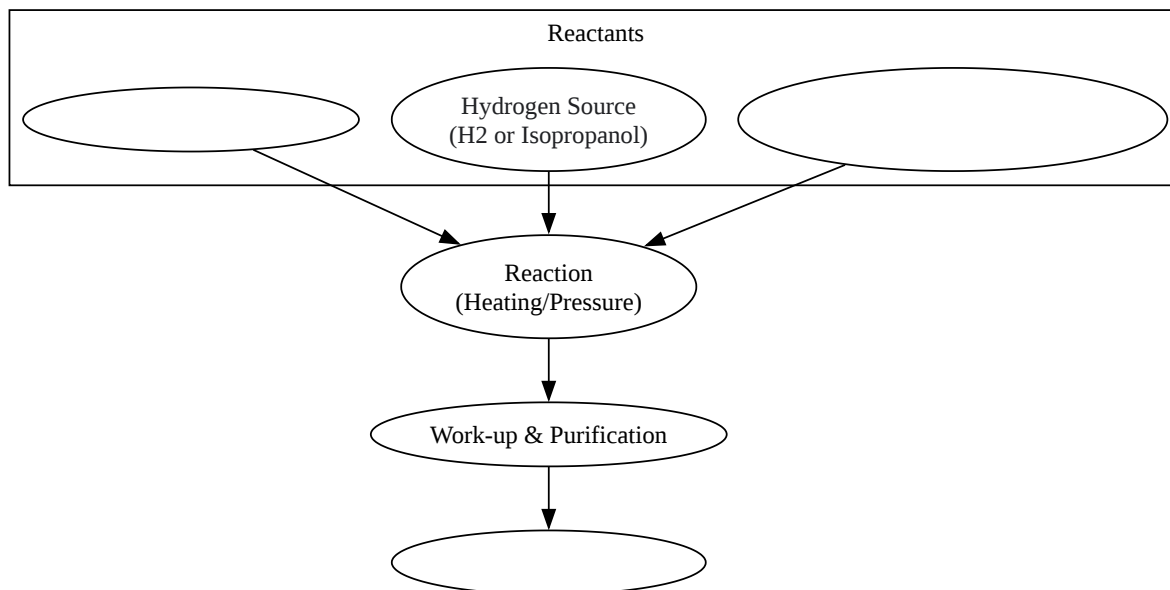 Reactants
Hydrogen Source
(H2 or Isopropanol)
Reaction
(Heating/Pressure)
Work-up & Purification